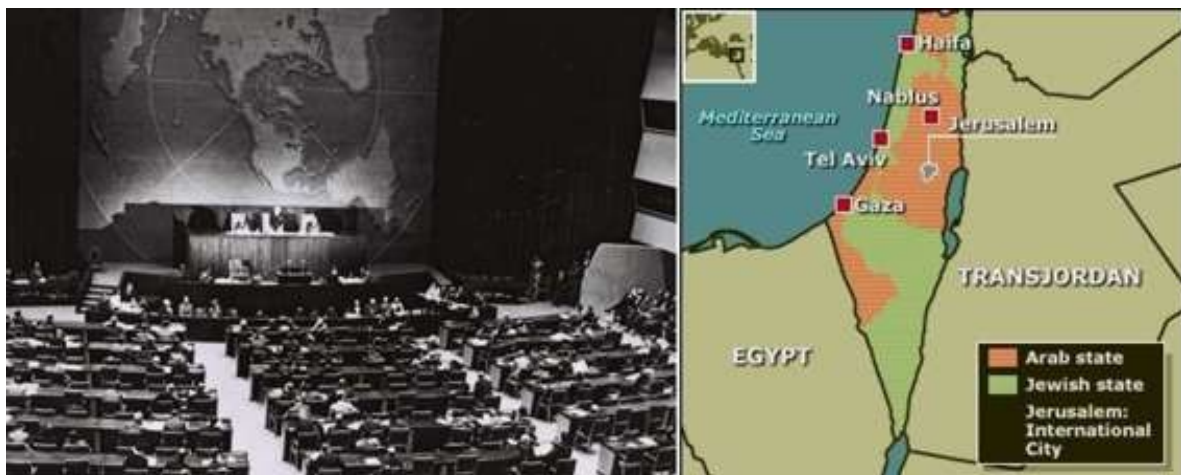 Haifa
Nablus
Mediterranean
Sea
Jerusalem
Tel Aviv
Gaza
TRANSJORDAN
EGYPT
Arab state
Jewish state
Jerusalem:
International
City